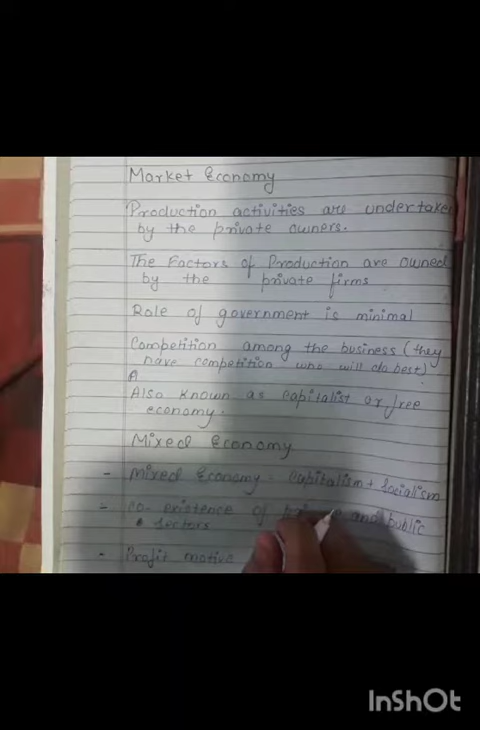 Market Economy
Production activities are undertaken
by the private owners.
The Factors of Production are owned
by the private firms
Role of government is minimal
Competition among the business (they
have competition who will do best)
A
Also known as capitalist or free
economy.
Mixed Economy
- Mixed Economy = Capitalism + Socialism
- Co-existence of and public
sectors
- Profit motive
InShOt